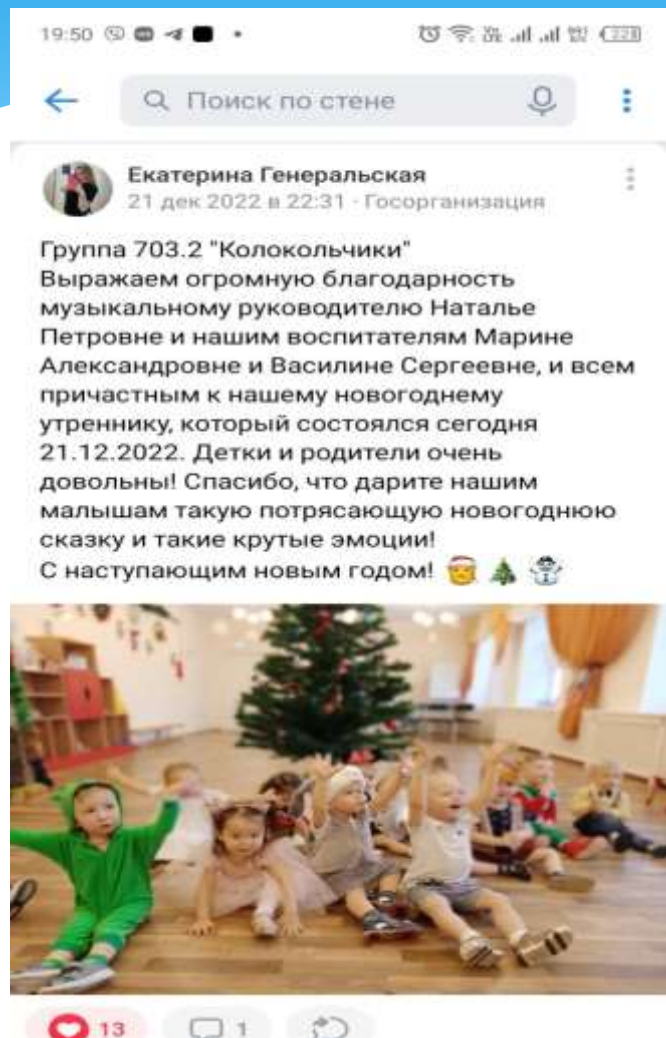 19:50
Поиск по стене
Екатерина Генеральская
21 дек 2022 в 22:31 · Госорганизация
Группа 703.2 "Колокольчики"
Выражаем огромную благодарность
музыкальному руководителю Наталье
Петровне и нашим воспитателям Марине
Александровне и Василине Сергеевне, и всем
причастным к нашему новогоднему
утреннику, который состоялся сегодня
21.12.2022. Детки и родители очень
довольны! Спасибо, что дарите нашим
малышам такую потрясающую новогоднюю
сказку и такие крутые эмоции!
С наступающим новым годом! 🎅 🎄 ☃️
13 1